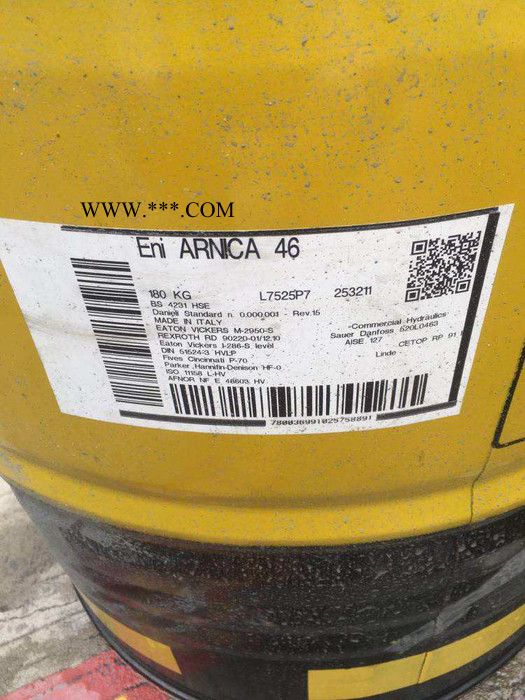 WWW.***.COM
Eni ARNICA 46
180 KG L7525P7 253211
BS 4231 HSE
Danieli Standard n. 0.000.001 - Rev.15
MADE IN ITALY
EATON VICKERS M-2950-S
REXROTH RD 90220-01/12.10
Eaton Vickers I-286-S level
DIN 51524-3 HVLP
Fives Cincinnati P-70
Parker Hannifin-Denison HF-0
ISO 11158 L-HV
AFNOR NF E 48603 HV
-Commercial Hydraulics
Sauer Danfoss 520L0463
AISE 127 CETOP RP 91 H
Linde
780036991025758891